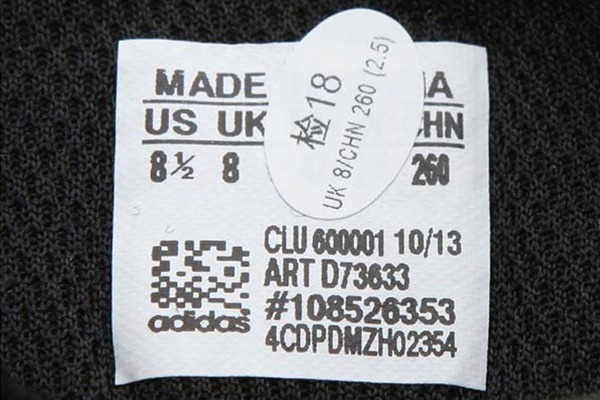 MADE A
US UK CHN
8½ 8 260
检18
UK 8/CHN 260 (2.5)
CLU 600001 10/13
ART D73633
#108526353
adidas
4CDPDMZH02354